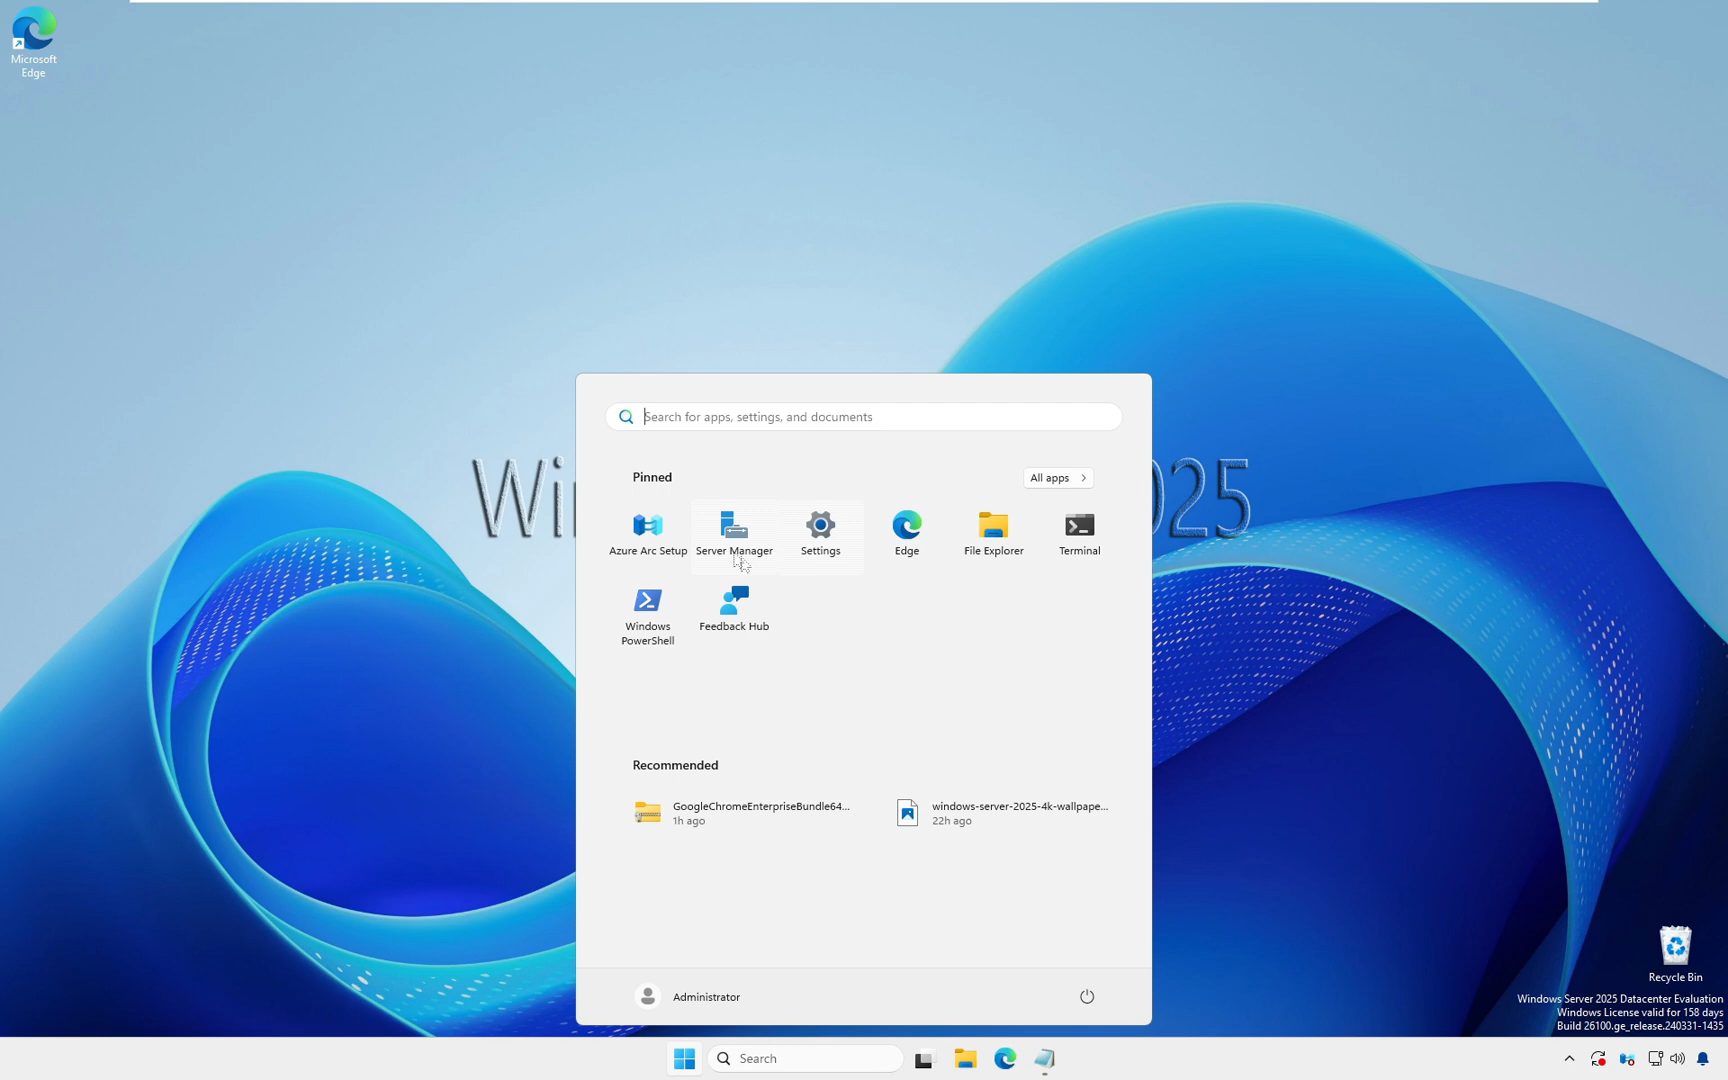 Microsoft
Edge
Search for apps, settings, and documents
Pinned
All apps
Azure Arc Setup
Server Manager
Settings
Edge
File Explorer
Terminal
Windows
PowerShell
Feedback Hub
Recommended
GoogleChromeEnterpriseBundle64...
1h ago
windows-server-2025-4k-wallpape...
22h ago
Administrator
Recycle Bin
Windows Server 2025 Datacenter Evaluation
Windows License valid for 158 days
Build 26100.ge_release.240331-1435
Search